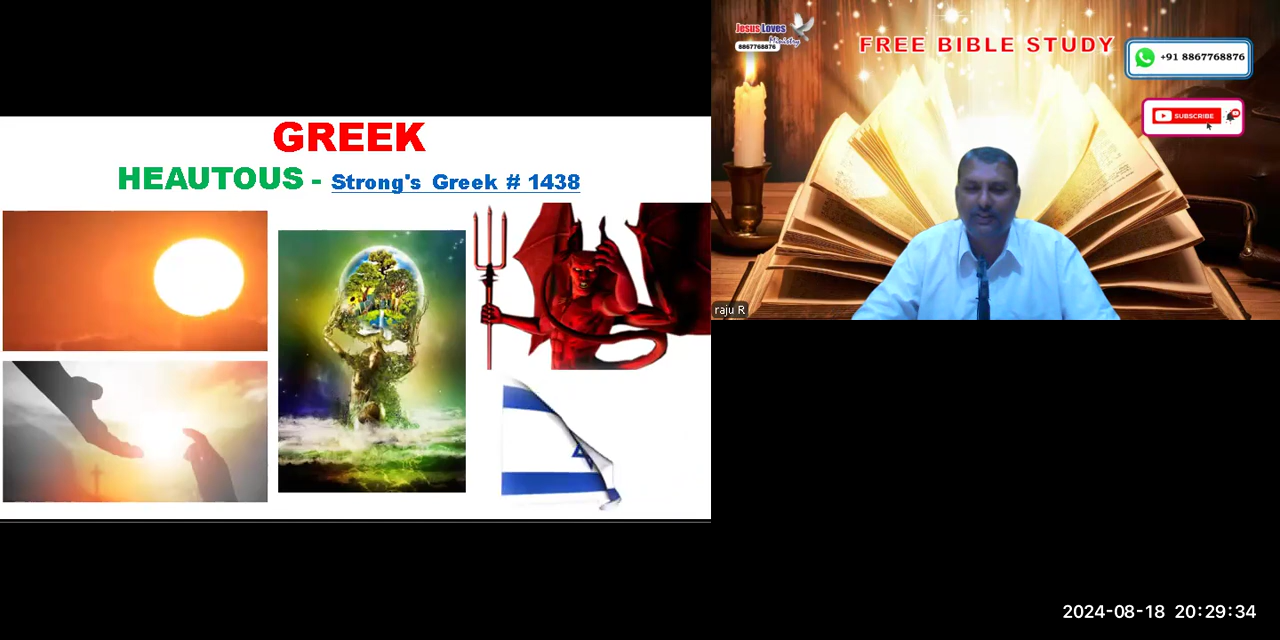 GREEK
HEAUTOUS - Strong's Greek # 1438
Jesus Loves
Ministry
8867768876
FREE BIBLE STUDY
+91 8867768876
SUBSCRIBE
raju R
2024-08-18 20:29:34